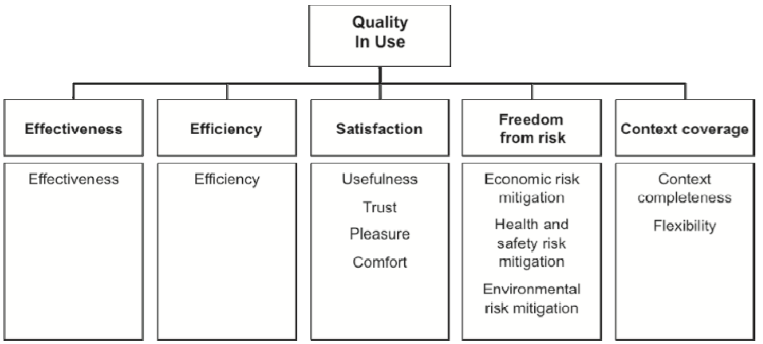 Quality
In Use
Effectiveness
Efficiency
Satisfaction
Freedom
from risk
Context coverage
Effectiveness
Efficiency
Usefulness
Trust
Pleasure
Comfort
Economic risk
mitigation
Health and
safety risk
mitigation
Environmental
risk mitigation
Context
completeness
Flexibility